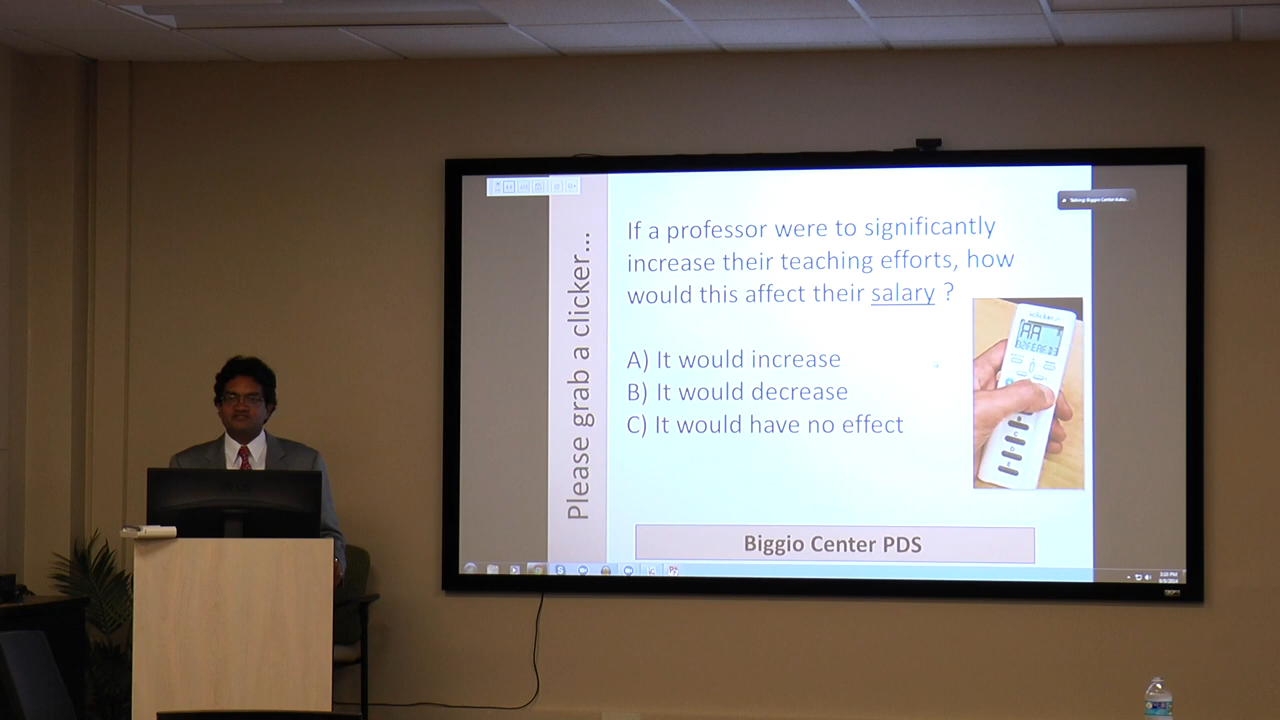 Please grab a clicker...
If a professor were to significantly
increase their teaching efforts, how
would this affect their salary ?
A) It would increase
B) It would decrease
C) It would have no effect
Biggio Center PDS